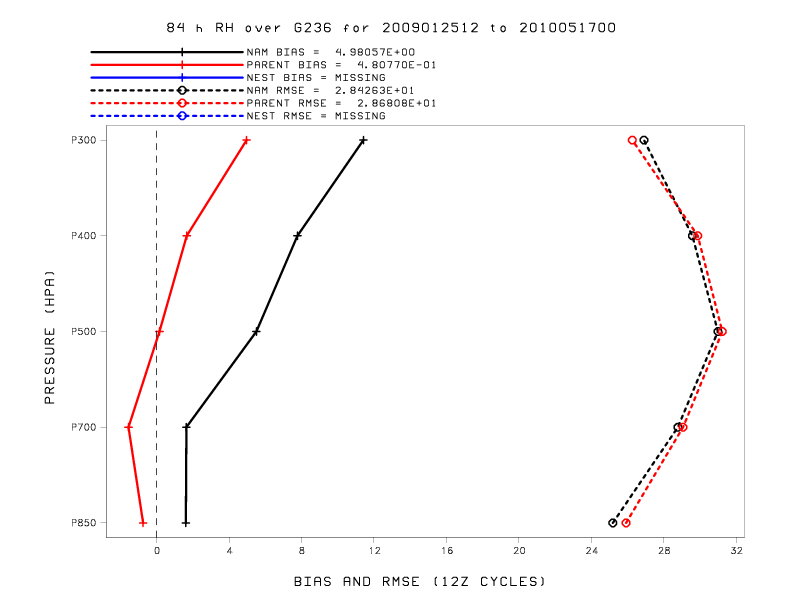 84 h RH over G236 for 2009012512 to 2010051700
NAM BIAS = 4.98057E+00
PARENT BIAS = 4.80770E-01
NEST BIAS = MISSING
NAM RMSE = 2.84263E+01
PARENT RMSE = 2.86808E+01
NEST RMSE = MISSING
P300
P400
P500
P700
P850
PRESSURE (HPA)
0 4 8 12 16 20 24 28 32
BIAS AND RMSE (12Z CYCLES)